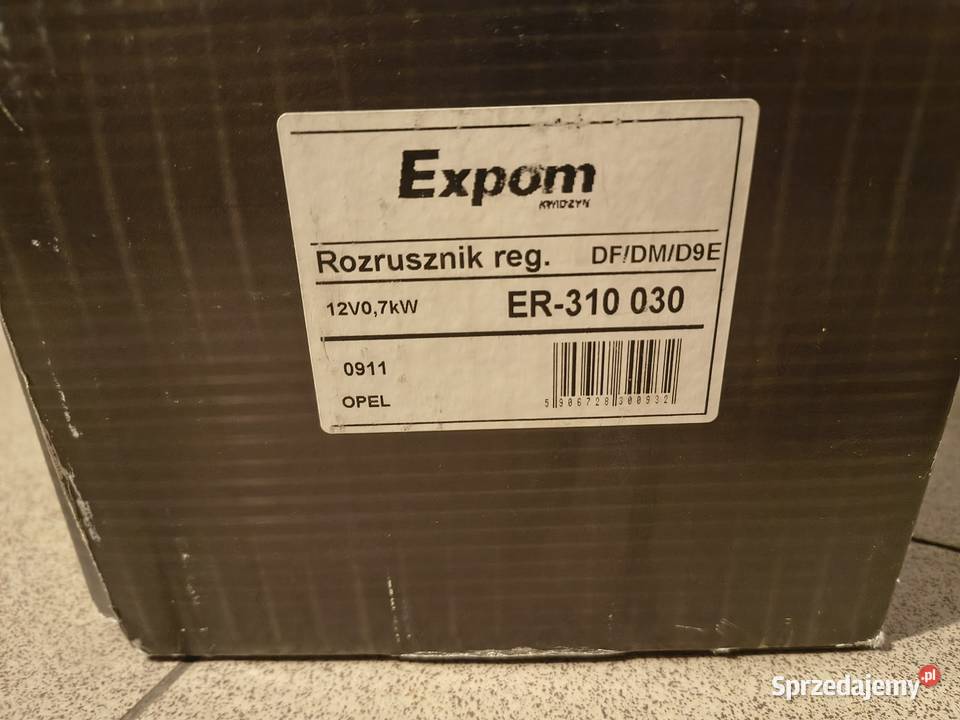 Expom
KWIDZYN
Rozrusznik reg. DF/DM/D9E
12V0,7kW ER-310 030
0911
OPEL
5 906728 300932
Sprzedajemy.pl